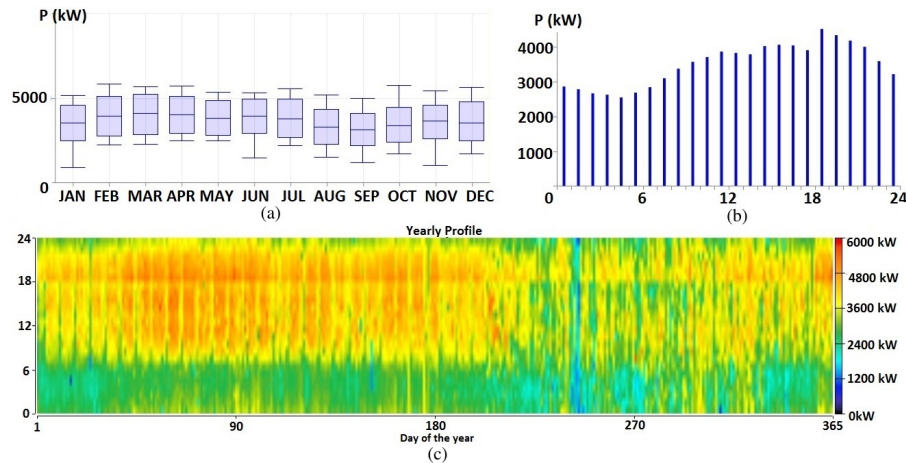 P (kW)
5000
0
JAN FEB MAR APR MAY JUN JUL AUG SEP OCT NOV DEC
(a)
P (kW)
4000
3000
2000
1000
0 6 12 18 24
(b)
Yearly Profile
24
18
12
6
0
1 90 180 270 365
Day of the year
6000 kW
4800 kW
3600 kW
2400 kW
1200 kW
0kW
(c)